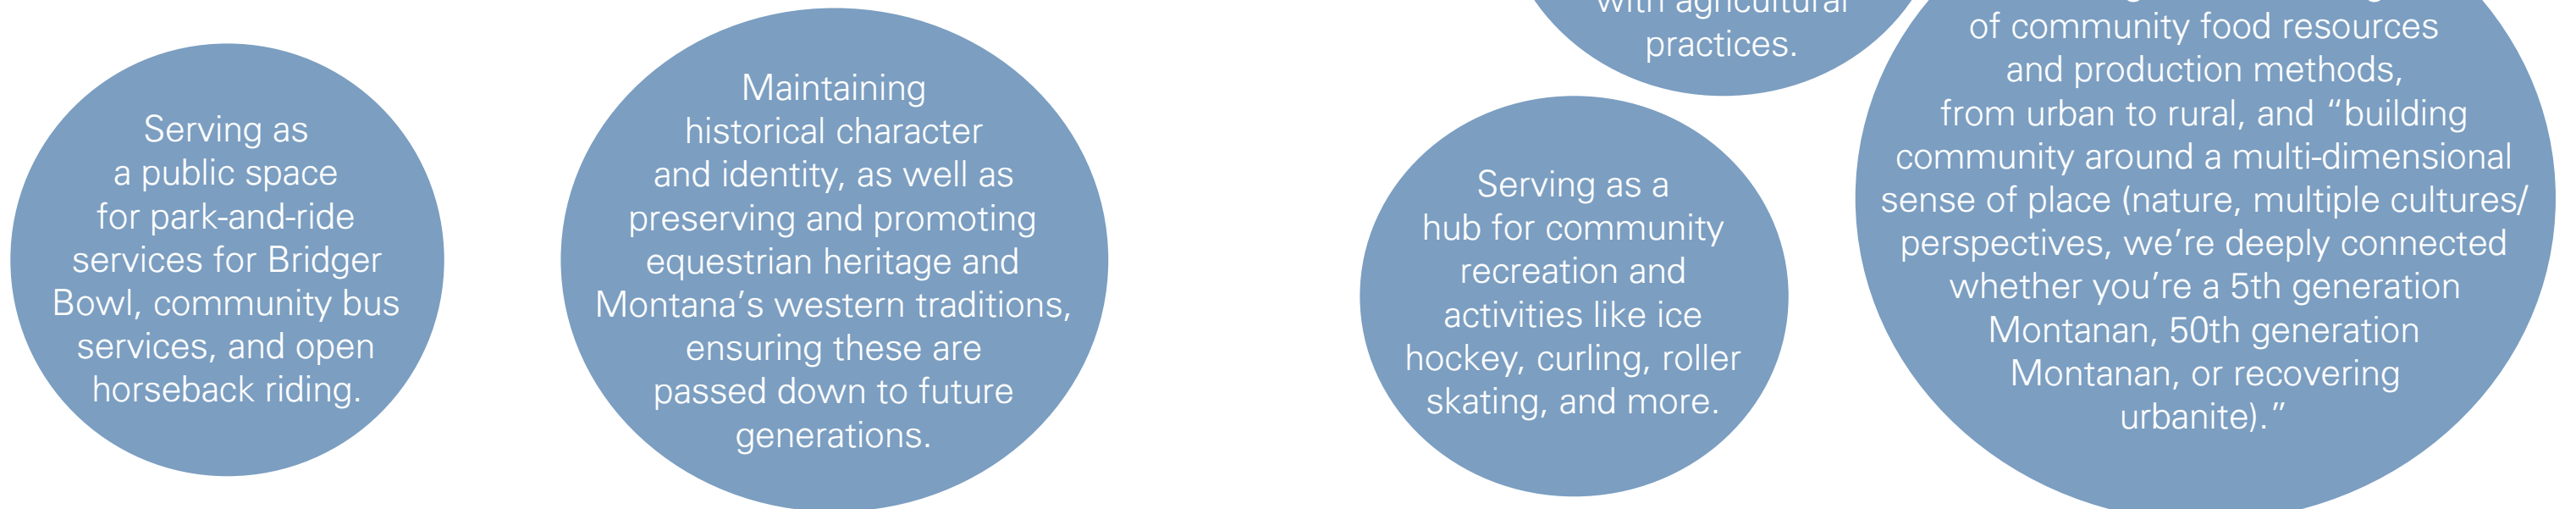 Serving as
a public space
for park-and-ride
services for Bridger
Bowl, community bus
services, and open
horseback riding.
Maintaining
historical character
and identity, as well as
preserving and promoting
equestrian heritage and
Montana’s western traditions,
ensuring these are
passed down to future
generations.
with agricultural
practices.
Serving as a
hub for community
recreation and
activities like ice
hockey, curling, roller
skating, and more.
of community food resources
and production methods,
from urban to rural, and “building
community around a multi-dimensional
sense of place (nature, multiple cultures/
perspectives, we’re deeply connected
whether you’re a 5th generation
Montanan, 50th generation
Montanan, or recovering
urbanite).”